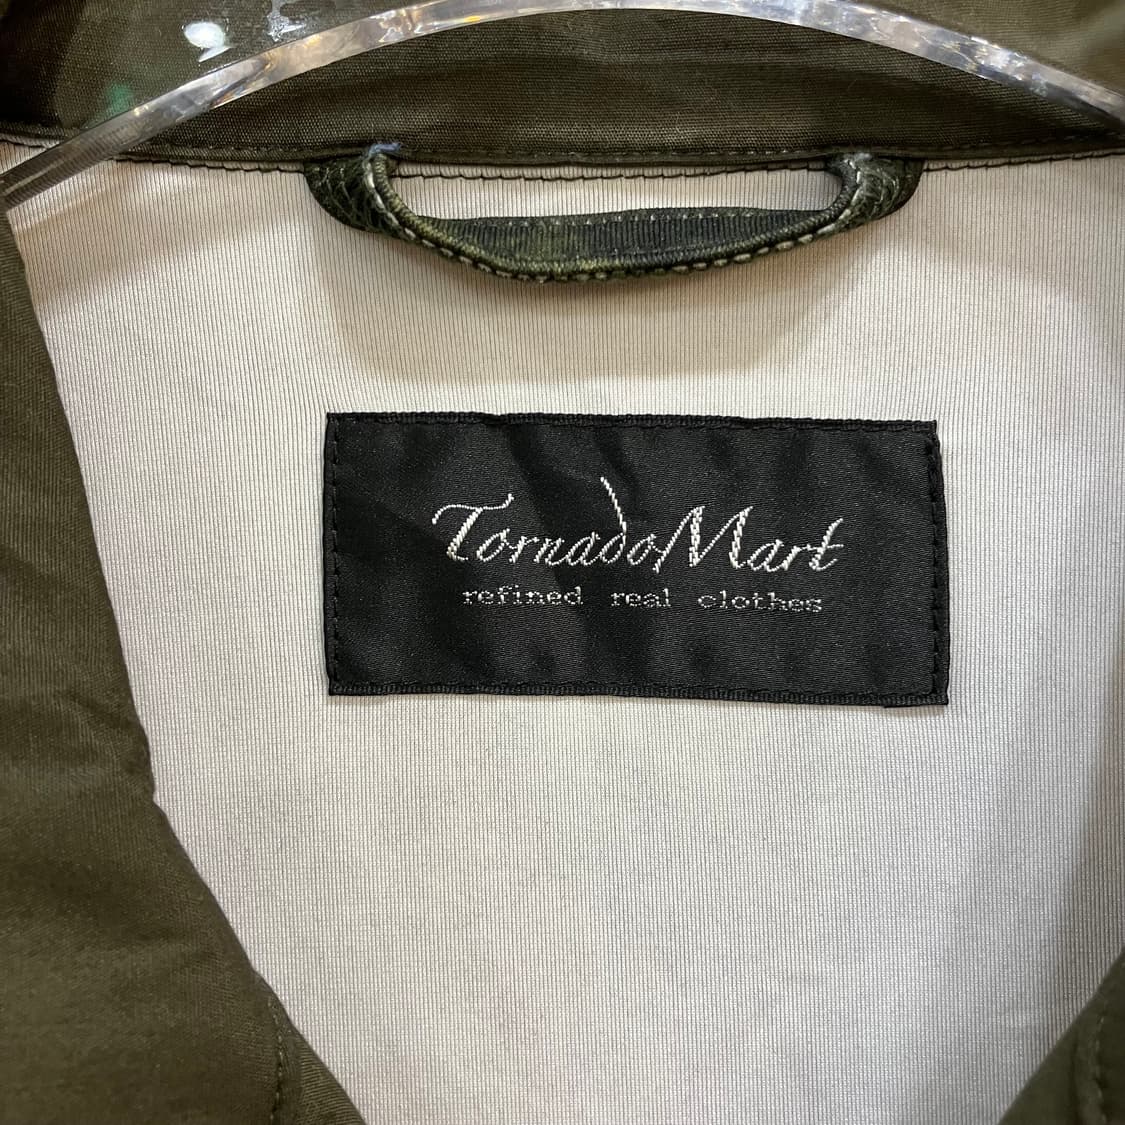 TornadoMart
refined real clothes